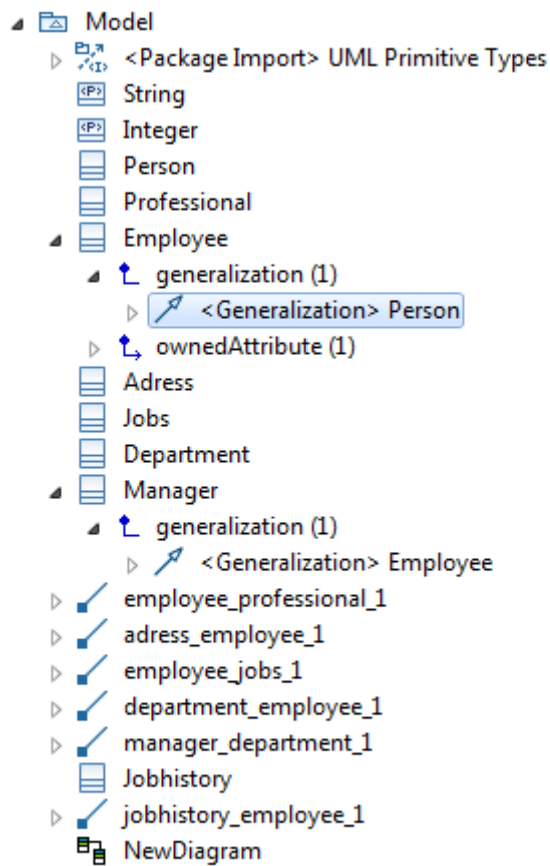 Model
<Package Import> UML Primitive Types
<P> String
<P> Integer
Person
Professional
Employee
generalization (1)
<Generalization> Person
ownedAttribute (1)
Adress
Jobs
Department
Manager
generalization (1)
<Generalization> Employee
employee_professional_1
adress_employee_1
employee_jobs_1
department_employee_1
manager_department_1
Jobhistory
jobhistory_employee_1
NewDiagram